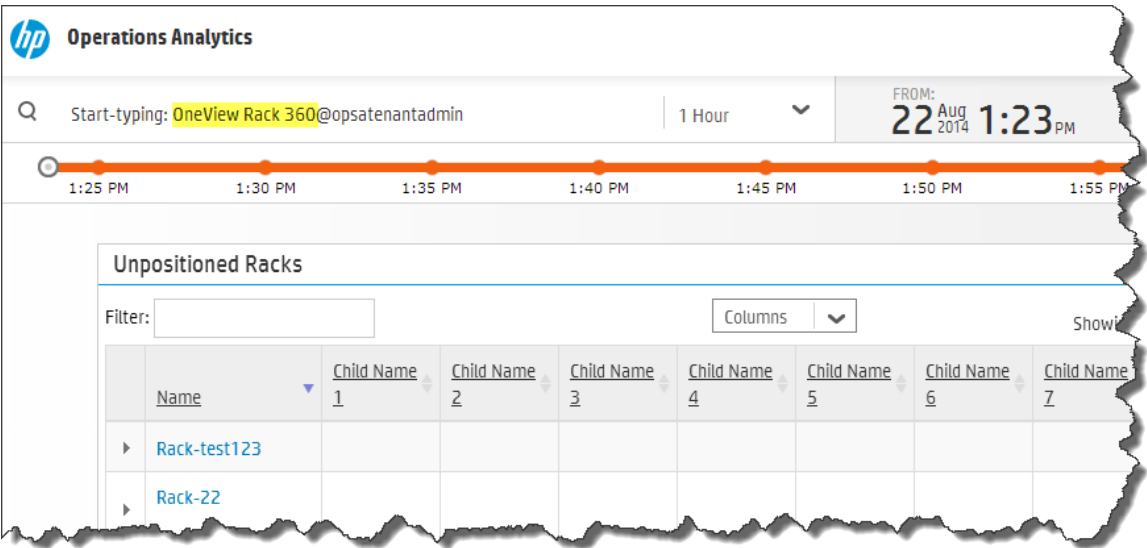 hp Operations Analytics
Start-typing: OneView Rack 360@opsatenantadmin 1 Hour
FROM:
22 Aug 2014 1:23 PM
1:25 PM 1:30 PM 1:35 PM 1:40 PM 1:45 PM 1:50 PM 1:55 PM
Unpositioned Racks
Filter: Columns
Name Child Name 1 Child Name 2 Child Name 3 Child Name 4 Child Name 5 Child Name 6 Child Name 7
Rack-test123
Rack-22